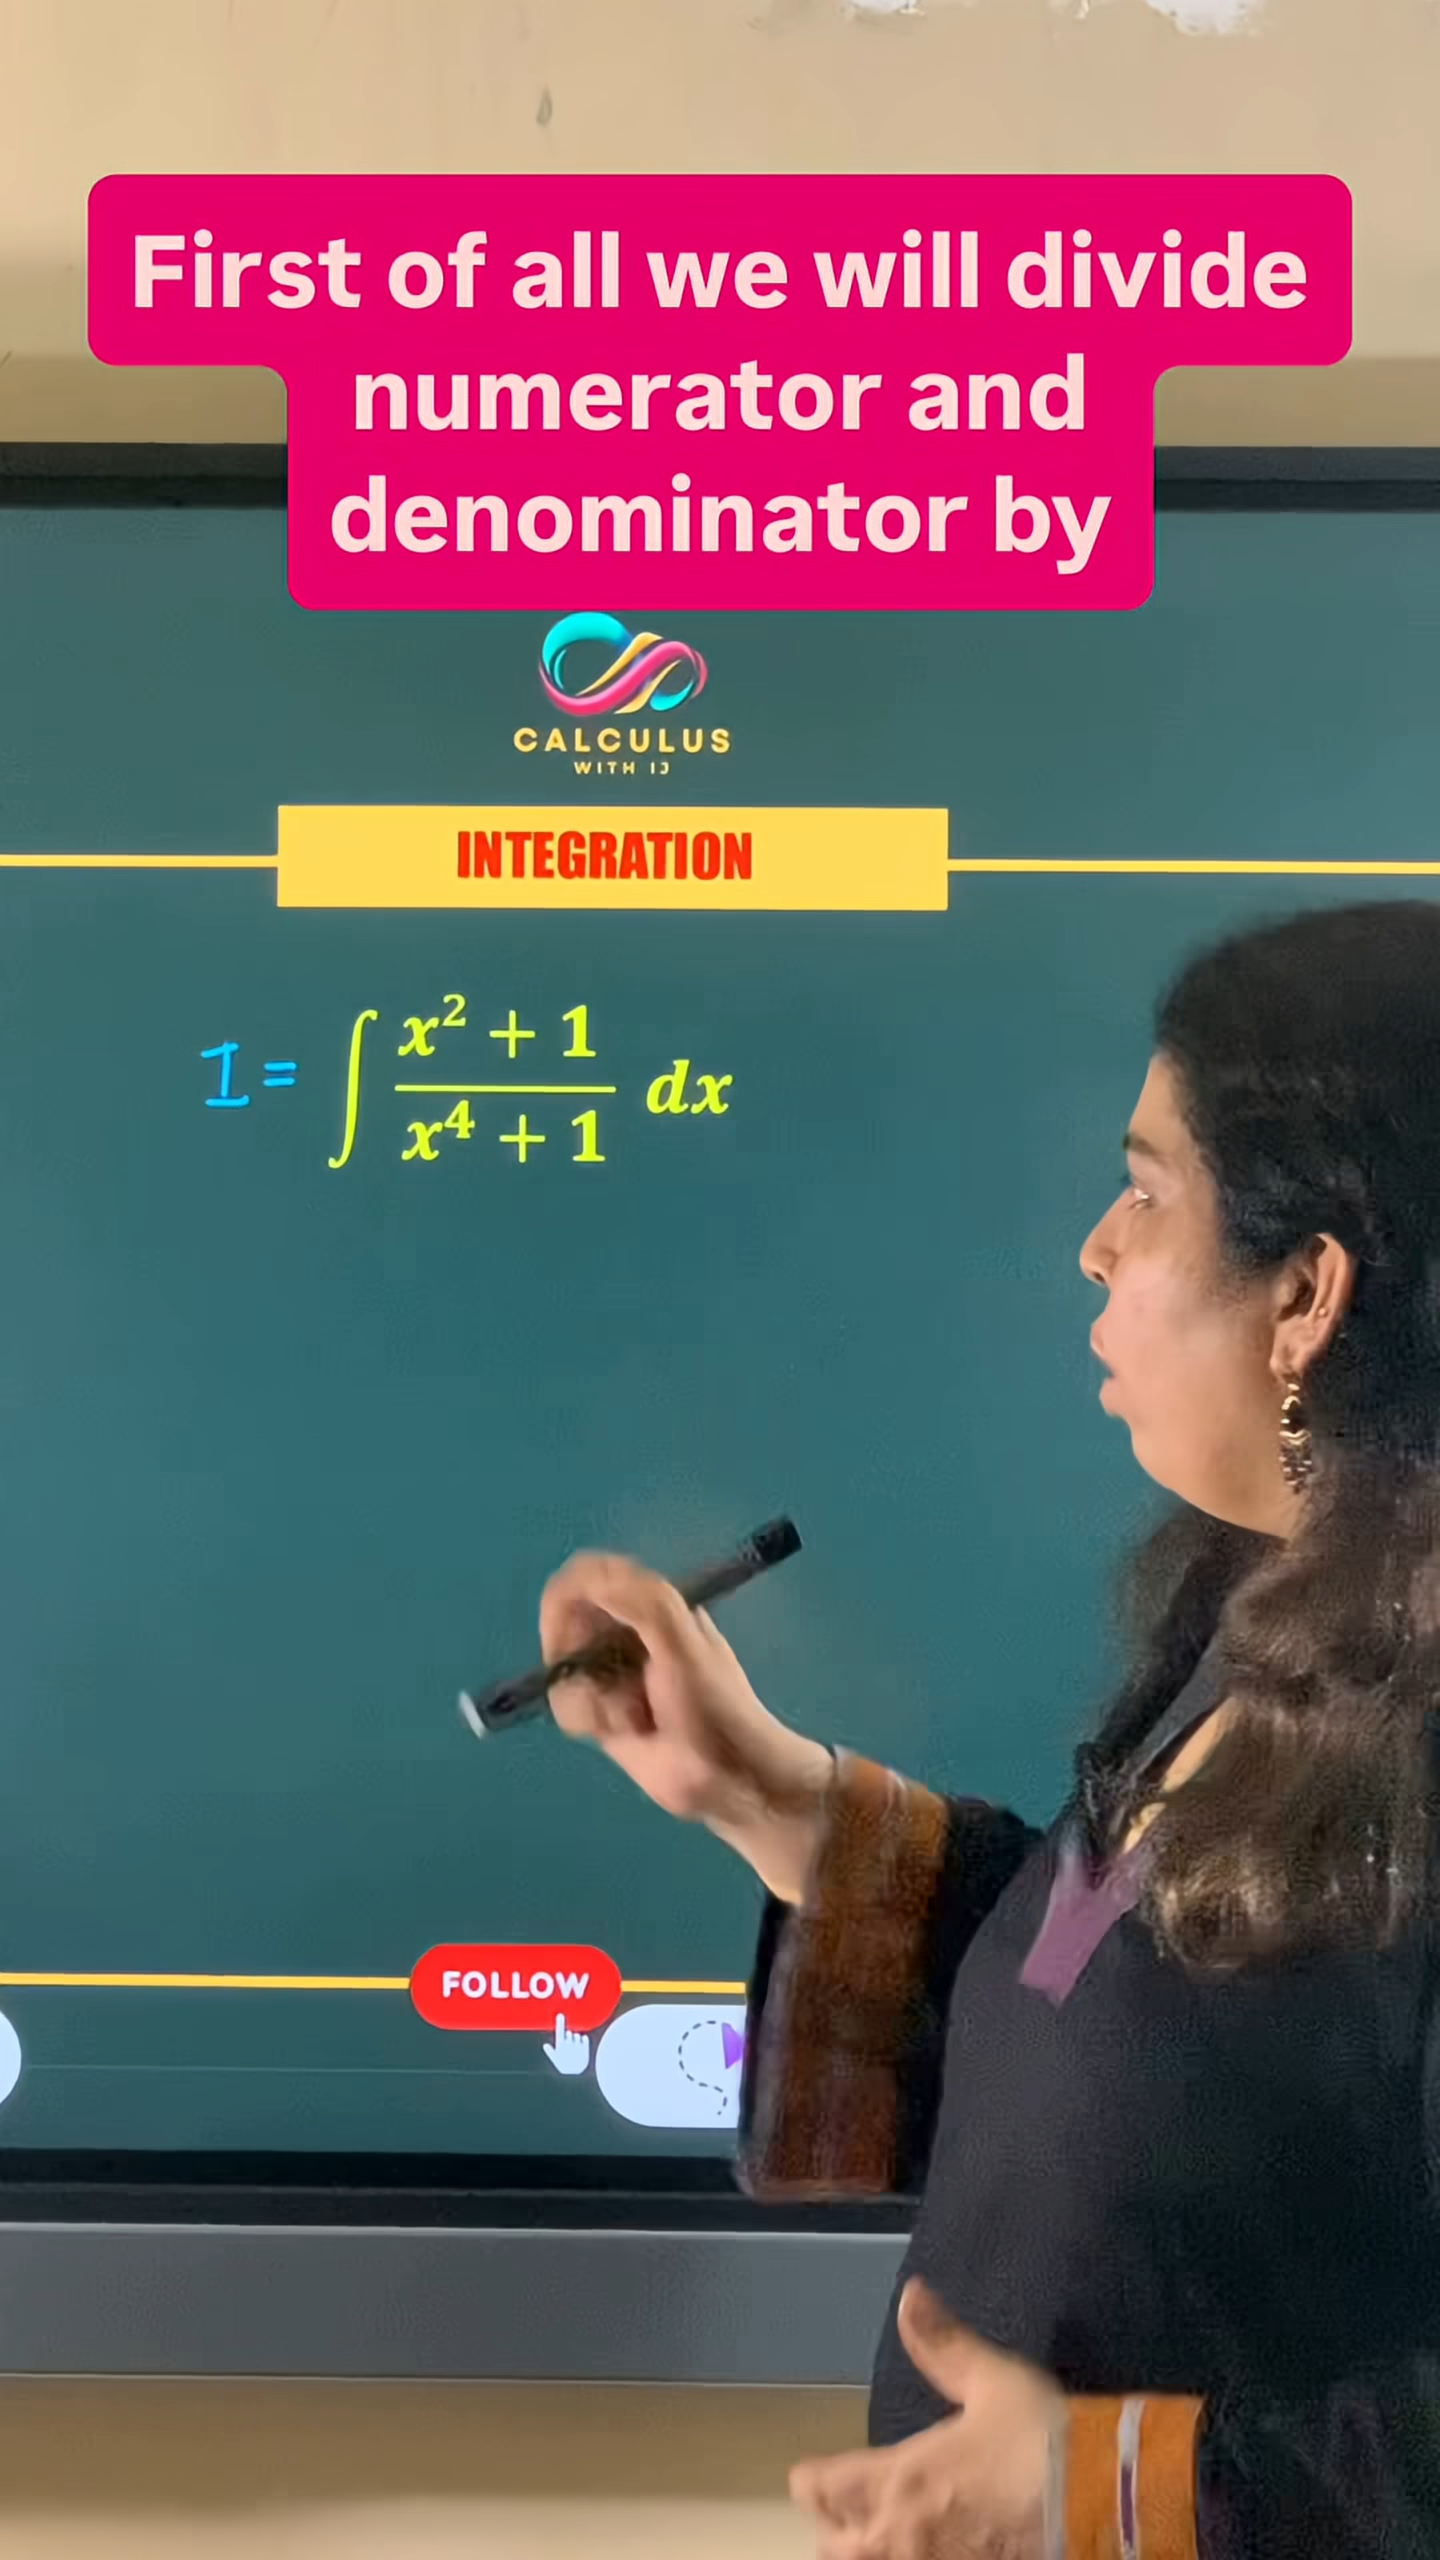 First of all we will divide
numerator and
denominator by
CALCULUS
WITH IJ
INTEGRATION
I = ∫ (x² + 1)/(x⁴ + 1) dx
FOLLOW